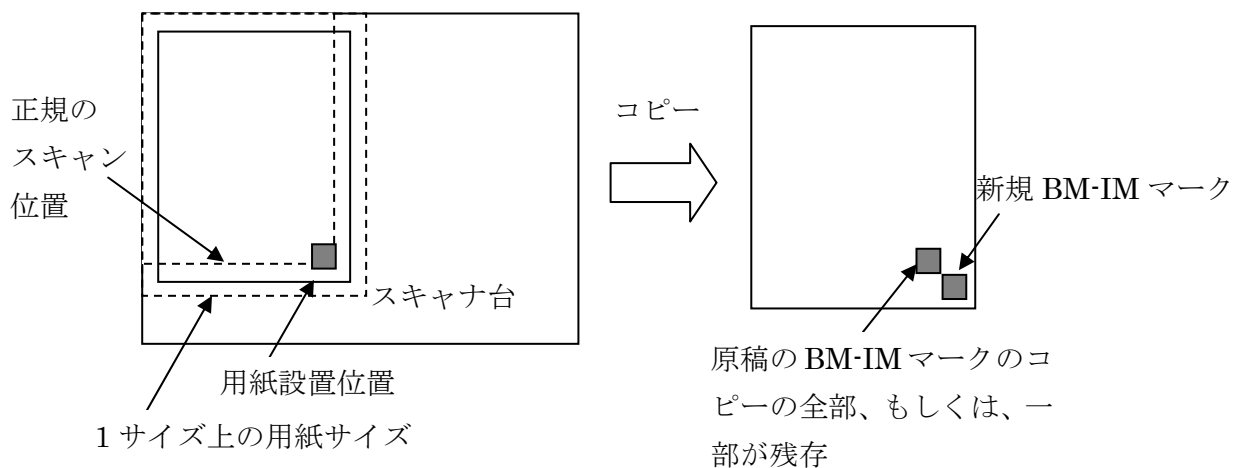 正規の
スキャン
位置
コピー
新規 BM-IM マーク
スキャナ台
用紙設置位置
1 サイズ上の用紙サイズ
原稿の BM-IM マークのコ
ピーの全部、もしくは、一
部が残存